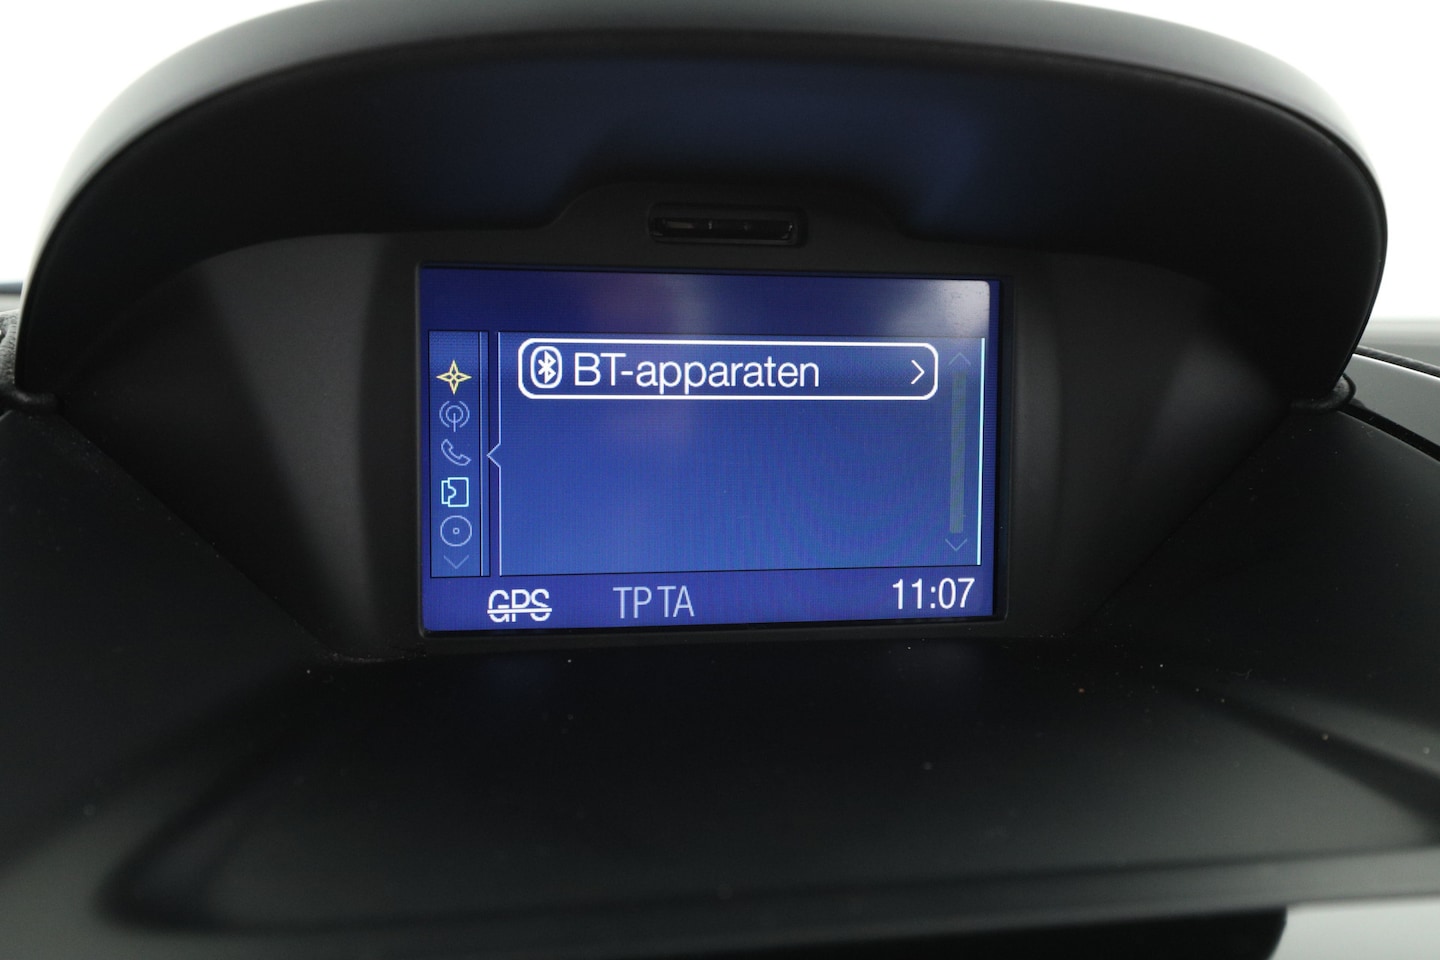 BT-apparaten
GPS TP TA 11:07